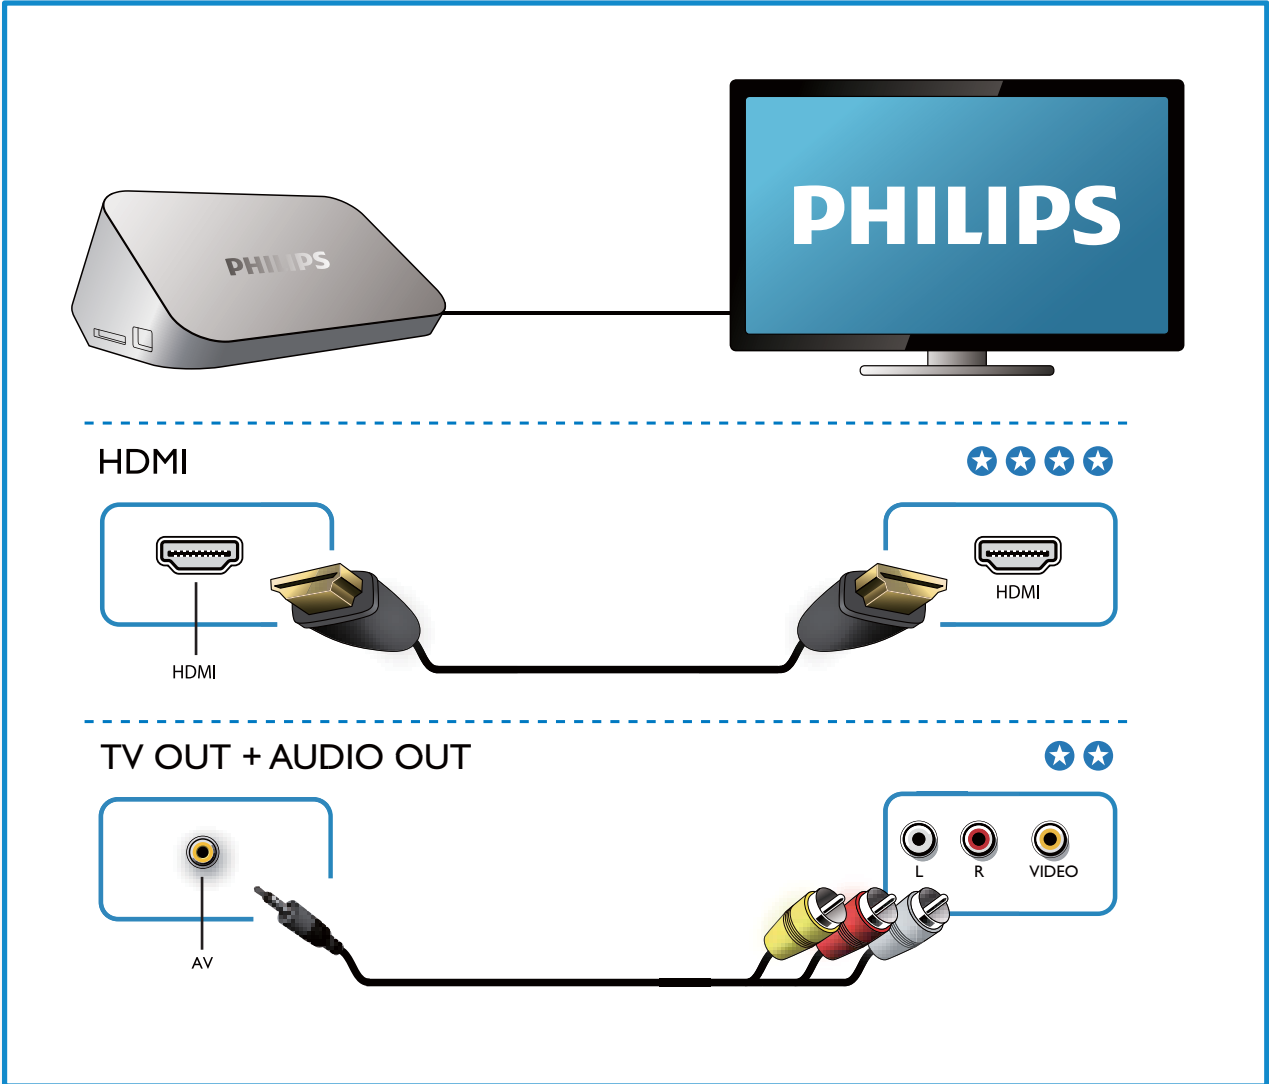 PHILIPS
PHILIPS
HDMI
HDMI
HDMI
TV OUT + AUDIO OUT
L R VIDEO
AV